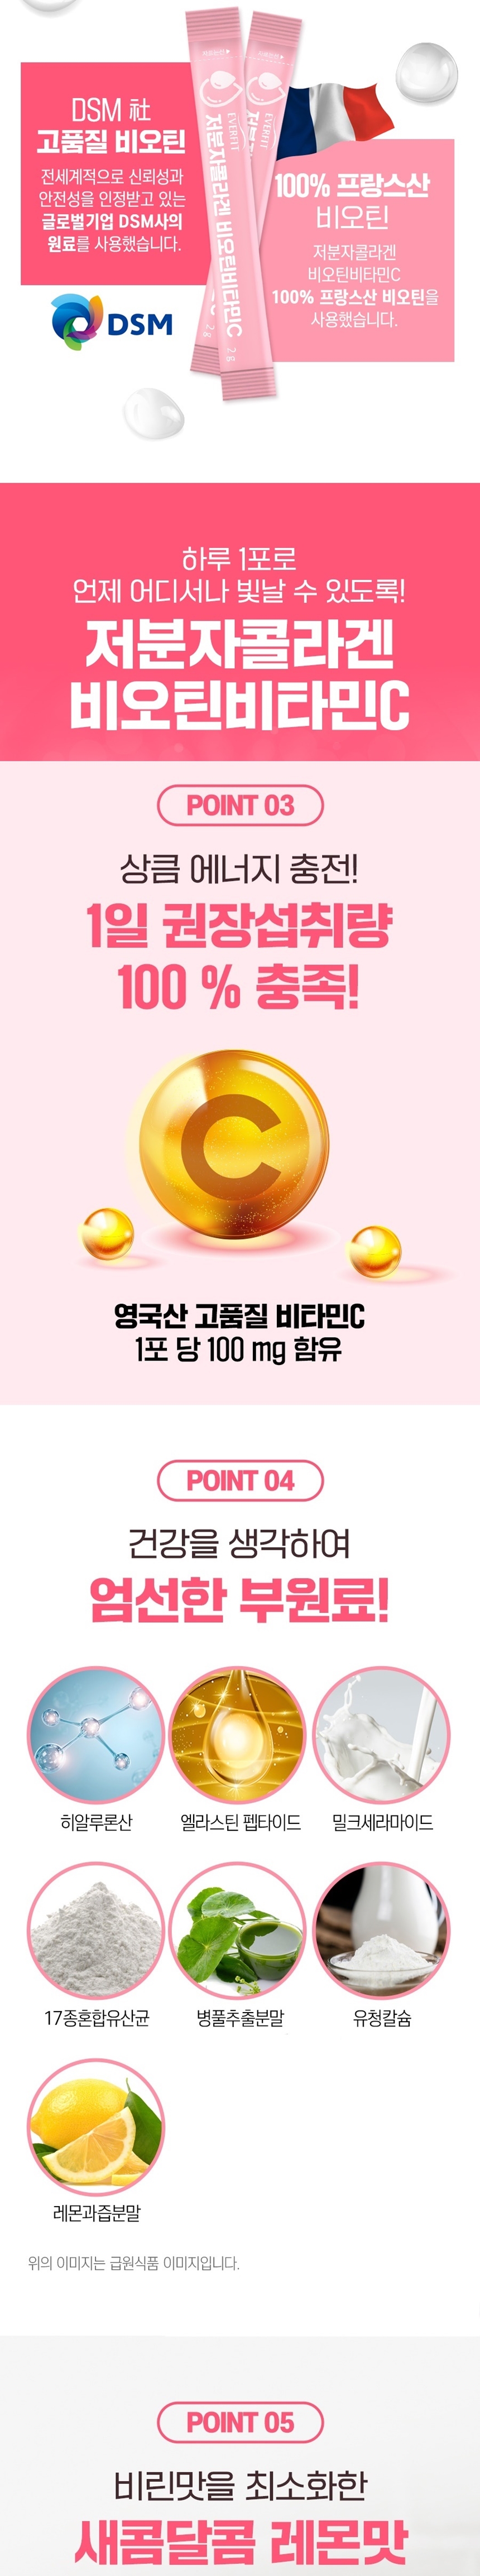 DSM 社
고품질 비오틴
전세계적으로 신뢰성과
안전성을 인정받고 있는
글로벌기업 DSM사의
원료를 사용했습니다.
DSM
EVERFIT
저분자콜라겐 비오틴비타민C
2g
100% 프랑스산
비오틴
저분자콜라겐
비오틴비타민C
100% 프랑스산 비오틴을
사용했습니다.
하루 1포로
언제 어디서나 빛날 수 있도록!
저분자콜라겐
비오틴비타민C
POINT 03
상큼 에너지 충전!
1일 권장섭취량
100 % 충족!
C
영국산 고품질 비타민C
1포 당 100 mg 함유
POINT 04
건강을 생각하여
엄선한 부원료!
히알루론산
엘라스틴 펩타이드
밀크세라마이드
17종혼합유산균
병풀추출분말
유청칼슘
레몬과즙분말
위의 이미지는 급원식품 이미지입니다.
POINT 05
비린맛을 최소화한
새콤달콤 레몬맛